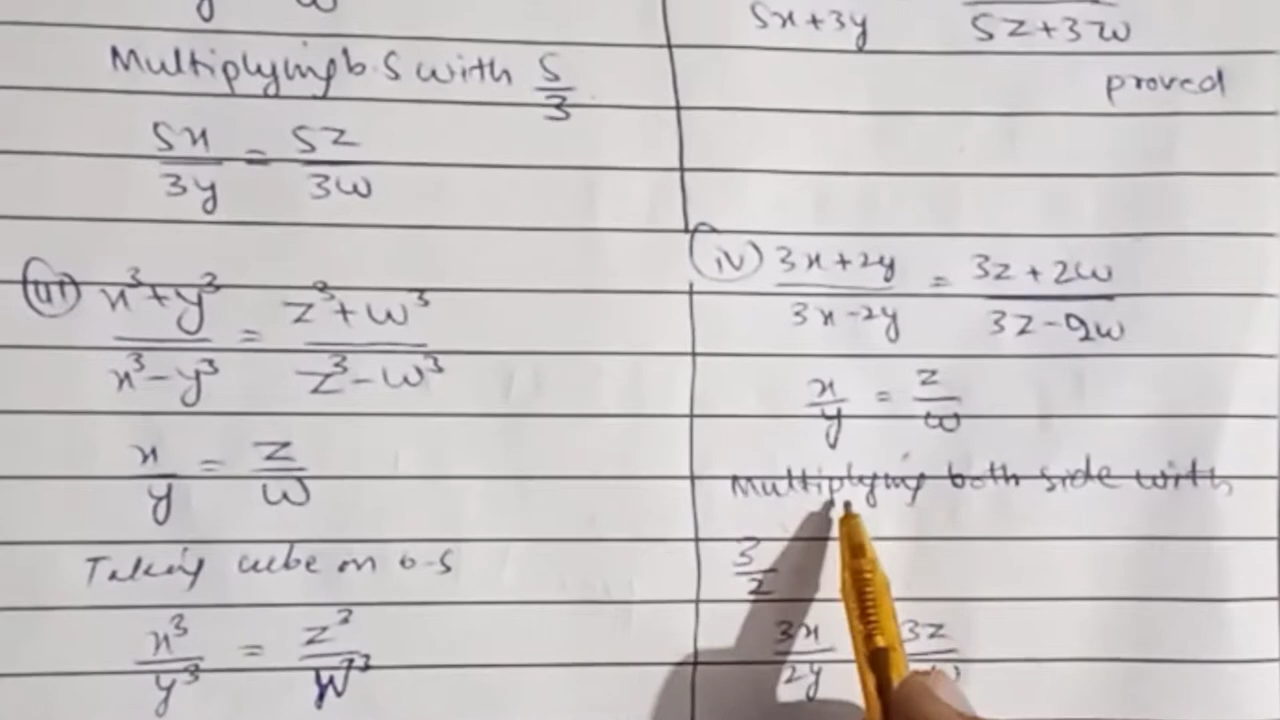 Multiplying b.S with 5/3
5x/3y = 5z/3w
(iii) x³+y³/x³-y³ = z³+w³/z³-w³
x/y = z/w
Taking cube on b-S
x³/y³ = z³/w³
5x+3y 5z+3w
proved
(iv) 3x+2y/3x-2y = 3z+2w/3z-2w
x/y = z/w
Multiplying both side with
3/2
3x/2y 3z